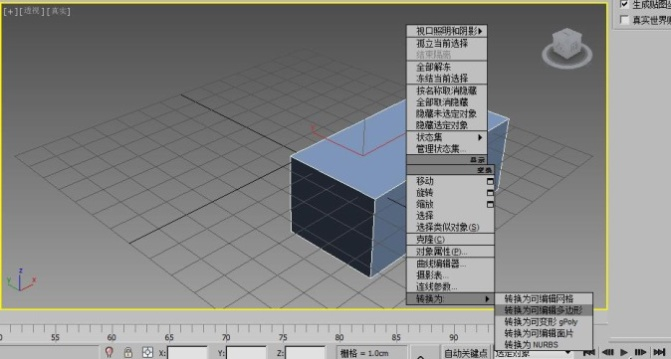 [+][透视][真实]
生成贴图坐
真实世界贴
视口照明和阴影
孤立当前选择
结束隔离
全部解冻
冻结当前选择
按名称取消隐藏
全部取消隐藏
隐藏未选定对象
隐藏选定对象
状态集
管理状态集...
显示
变换
移动
旋转
缩放
选择
选择类似对象(S)
克隆(C)
对象属性(P)...
曲线编辑器...
摄影表...
连线参数...
转换为:
转换为可编辑网格
转换为可编辑多边形
转换为可变形 gPoly
转换为可编辑面片
转换为 NURBS
z
y
x
55 60 65 70 75 80 85 90 95
X: Y: Z: 栅格 = 1.0cm 自动关键点 选定对象